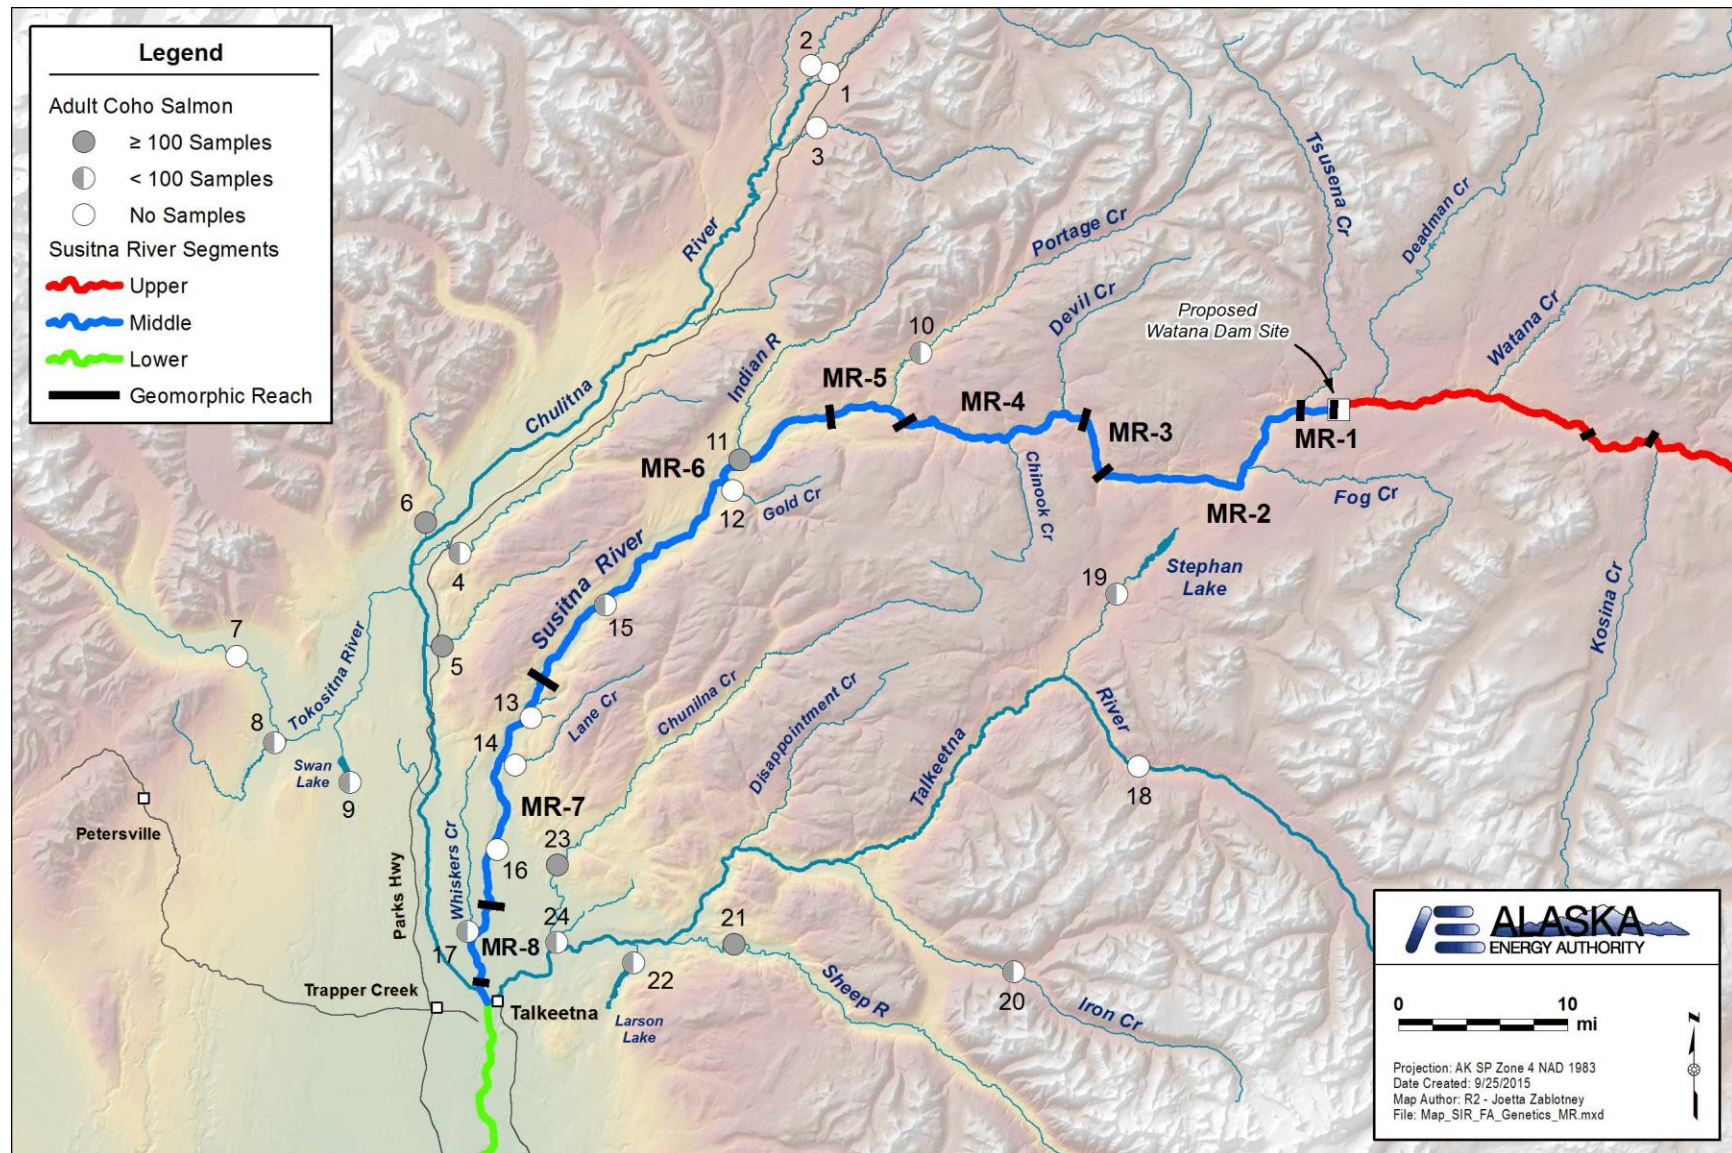 Legend
Adult Coho Salmon
≥ 100 Samples
< 100 Samples
No Samples
Susitna River Segments
Upper
Middle
Lower
Geomorphic Reach
2
1
3
River
Chulitna
Portage Cr
Devil Cr
Tsusena Cr
Deadman Cr
Watana Cr
Proposed
Watana Dam Site
10
Indian R
MR-5
MR-4
MR-3
MR-1
MR-2
MR-6
11
12
Gold Cr
Chinook Cr
Fog Cr
Kosina Cr
Stephan
Lake
19
6
4
5
Susitna River
15
7
8
Tokositna River
Swan
Lake
9
13
14
Lane Cr
Chunilna Cr
Disappointment Cr
Talkeetna
River
18
Petersville
Parks Hwy
Whiskers Cr
MR-7
16
23
24
17
MR-8
21
22
Larson
Lake
Sheep R
20
Iron Cr
Trapper Creek
Talkeetna
ALASKA
ENERGY AUTHORITY
0 10
mi
N
Projection: AK SP Zone 4 NAD 1983
Date Created: 9/25/2015
Map Author: R2 - Joetta Zablotney
File: Map_SIR_FA_Genetics_MR.mxd